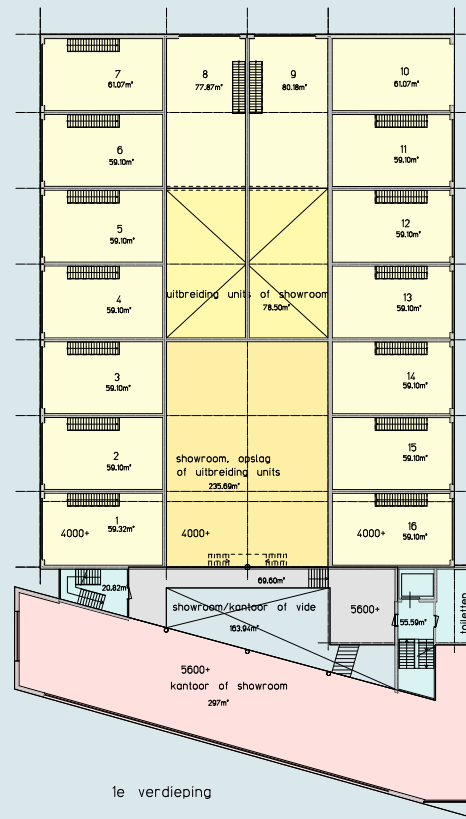 7
61.07m²
8
77.87m²
9
80.18m²
10
61.07m²
6
59.10m²
11
59.10m²
5
59.10m²
12
59.10m²
4
59.10m²
uitbreiding units of showroom
78.50m²
13
59.10m²
3
59.10m²
14
59.10m²
2
59.10m²
showroom, opslag
of uitbreiding units
235.69m²
15
59.10m²
1
59.32m²
4000+
4000+
4000+
16
59.10m²
20.82m²
69.60m²
showroom/kantoor of vide
163.94m²
5600+
55.59m²
toiletten
5600+
kantoor of showroom
297m²
1e verdieping